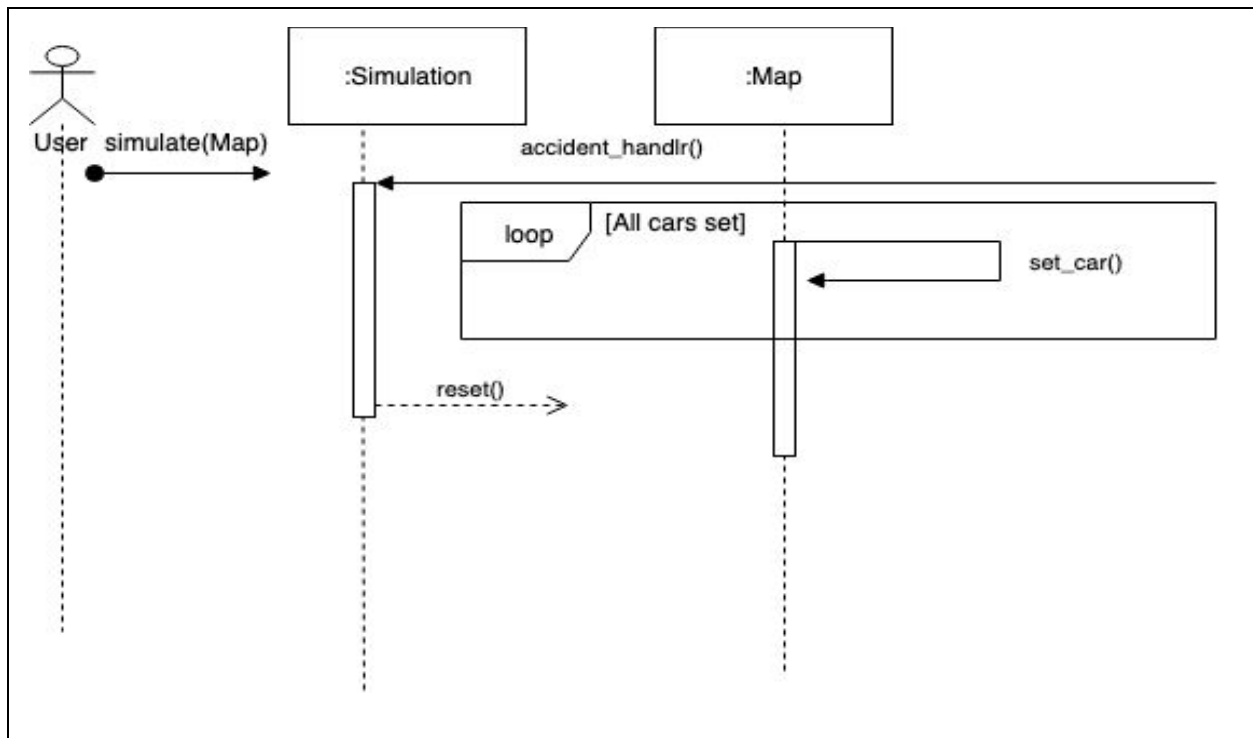 :Simulation
:Map
User simulate(Map)
accident_handlr()
loop [All cars set]
set_car()
reset()